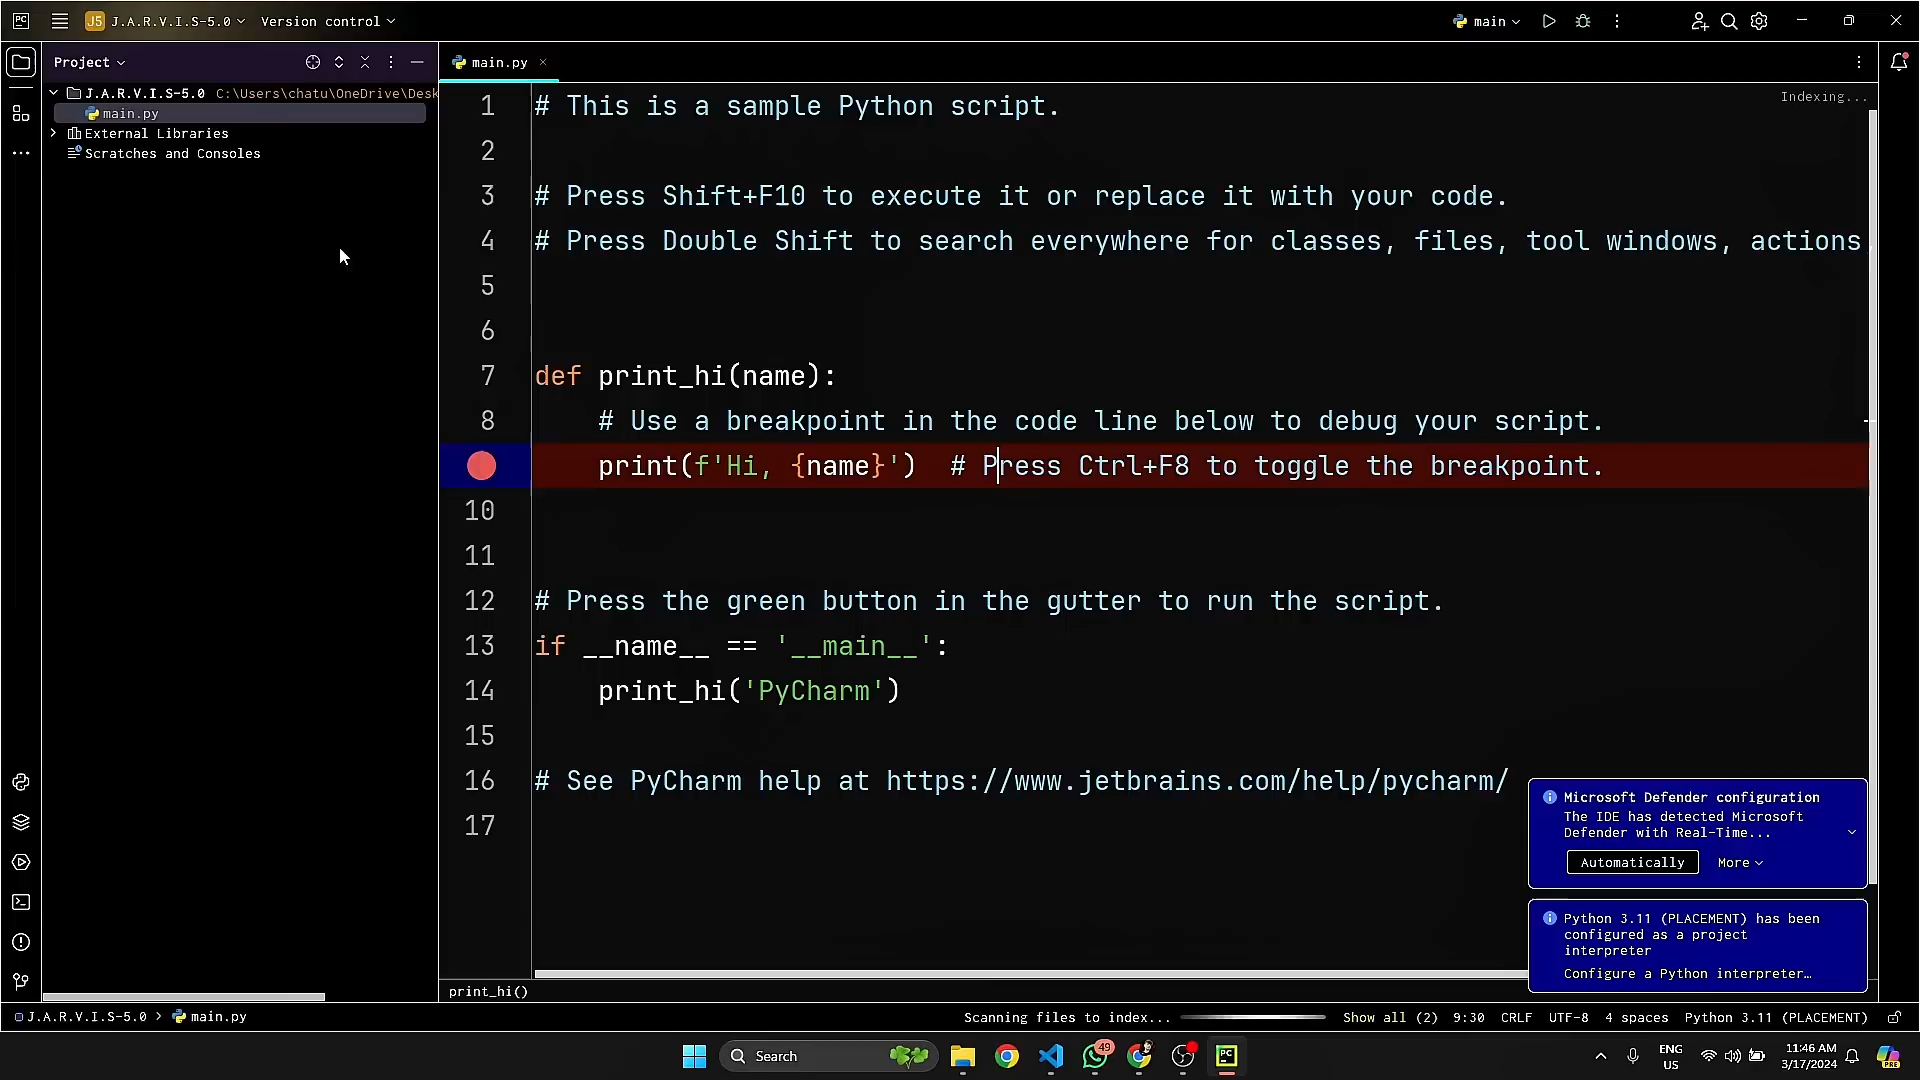 PC
J5 J.A.R.V.I.S-5.0 Version control main
Project
main.py
J.A.R.V.I.S-5.0 C:\Users\chatu\OneDrive\Desk
main.py
External Libraries
Scratches and Consoles
Indexing...
1 # This is a sample Python script.
2
3 # Press Shift+F10 to execute it or replace it with your code.
4 # Press Double Shift to search everywhere for classes, files, tool windows, actions,
5
6
7 def print_hi(name):
8 # Use a breakpoint in the code line below to debug your script.
print(f'Hi, {name}')  # Press Ctrl+F8 to toggle the breakpoint.
10
11
12 # Press the green button in the gutter to run the script.
13 if __name__ == '__main__':
14 print_hi('PyCharm')
15
16 # See PyCharm help at https://www.jetbrains.com/help/pycharm/
17
Microsoft Defender configuration
The IDE has detected Microsoft
Defender with Real-Time...
Automatically More
Python 3.11 (PLACEMENT) has been
configured as a project
interpreter
Configure a Python interpreter...
print_hi()
J.A.R.V.I.S-5.0 > main.py Scanning files to index... Show all (2) 9:30 CRLF UTF-8 4 spaces Python 3.11 (PLACEMENT)
Search 49 PC ENG
US 11:46 AM
3/17/2024 PRE